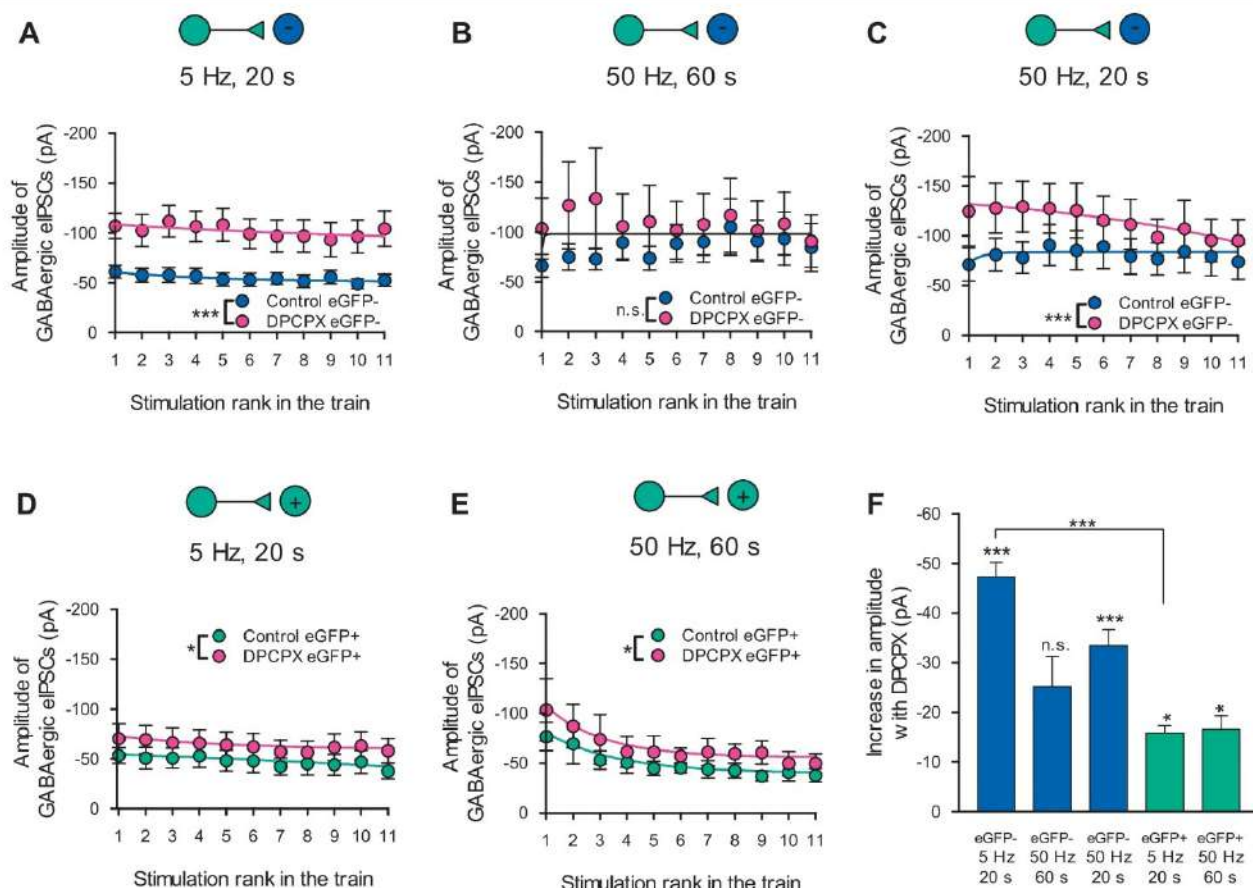 A
-
5 Hz, 20 s
Amplitude of
GABAergic eIPSCs (pA)
-200
-150
-100
-50
0
***
Control eGFP-
DPCPX eGFP-
1 2 3 4 5 6 7 8 9 10 11
Stimulation rank in the train
B
-
50 Hz, 60 s
Amplitude of
GABAergic eIPSCs (pA)
-200
-150
-100
-50
0
n.s.
Control eGFP-
DPCPX eGFP-
1 2 3 4 5 6 7 8 9 10 11
Stimulation rank in the train
C
-
50 Hz, 20 s
Amplitude of
GABAergic eIPSCs (pA)
-200
-150
-100
-50
0
***
Control eGFP-
DPCPX eGFP-
1 2 3 4 5 6 7 8 9 10 11
Stimulation rank in the train
D
+
5 Hz, 20 s
Amplitude of
GABAergic eIPSCs (pA)
-200
-150
-100
-50
0
*
Control eGFP+
DPCPX eGFP+
1 2 3 4 5 6 7 8 9 10 11
Stimulation rank in the train
E
+
50 Hz, 60 s
Amplitude of
GABAergic eIPSCs (pA)
-200
-150
-100
-50
0
*
Control eGFP+
DPCPX eGFP+
1 2 3 4 5 6 7 8 9 10 11
Stimulation rank in the train
F
Increase in amplitude
with DPCPX (pA)
-60
-50
-40
-30
-20
-10
0
***
***
n.s.
***
*
*
eGFP- eGFP- eGFP- eGFP+ eGFP+
5 Hz 50 Hz 50 Hz 5 Hz 50 Hz
20 s 60 s 20 s 20 s 60 s